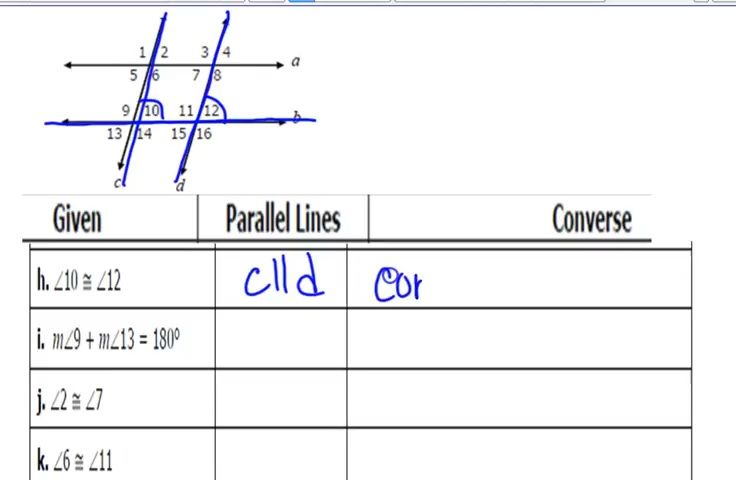 1 2 3 4
a
5 6 7 8
9 10 11 12
b
13 14 15 16
c d
Given Parallel Lines Converse
h. ∠10 ≅ ∠12 c||d Cor
i. m∠9 + m∠13 = 180⁰
j. ∠2 ≅ ∠7
k. ∠6 ≅ ∠11